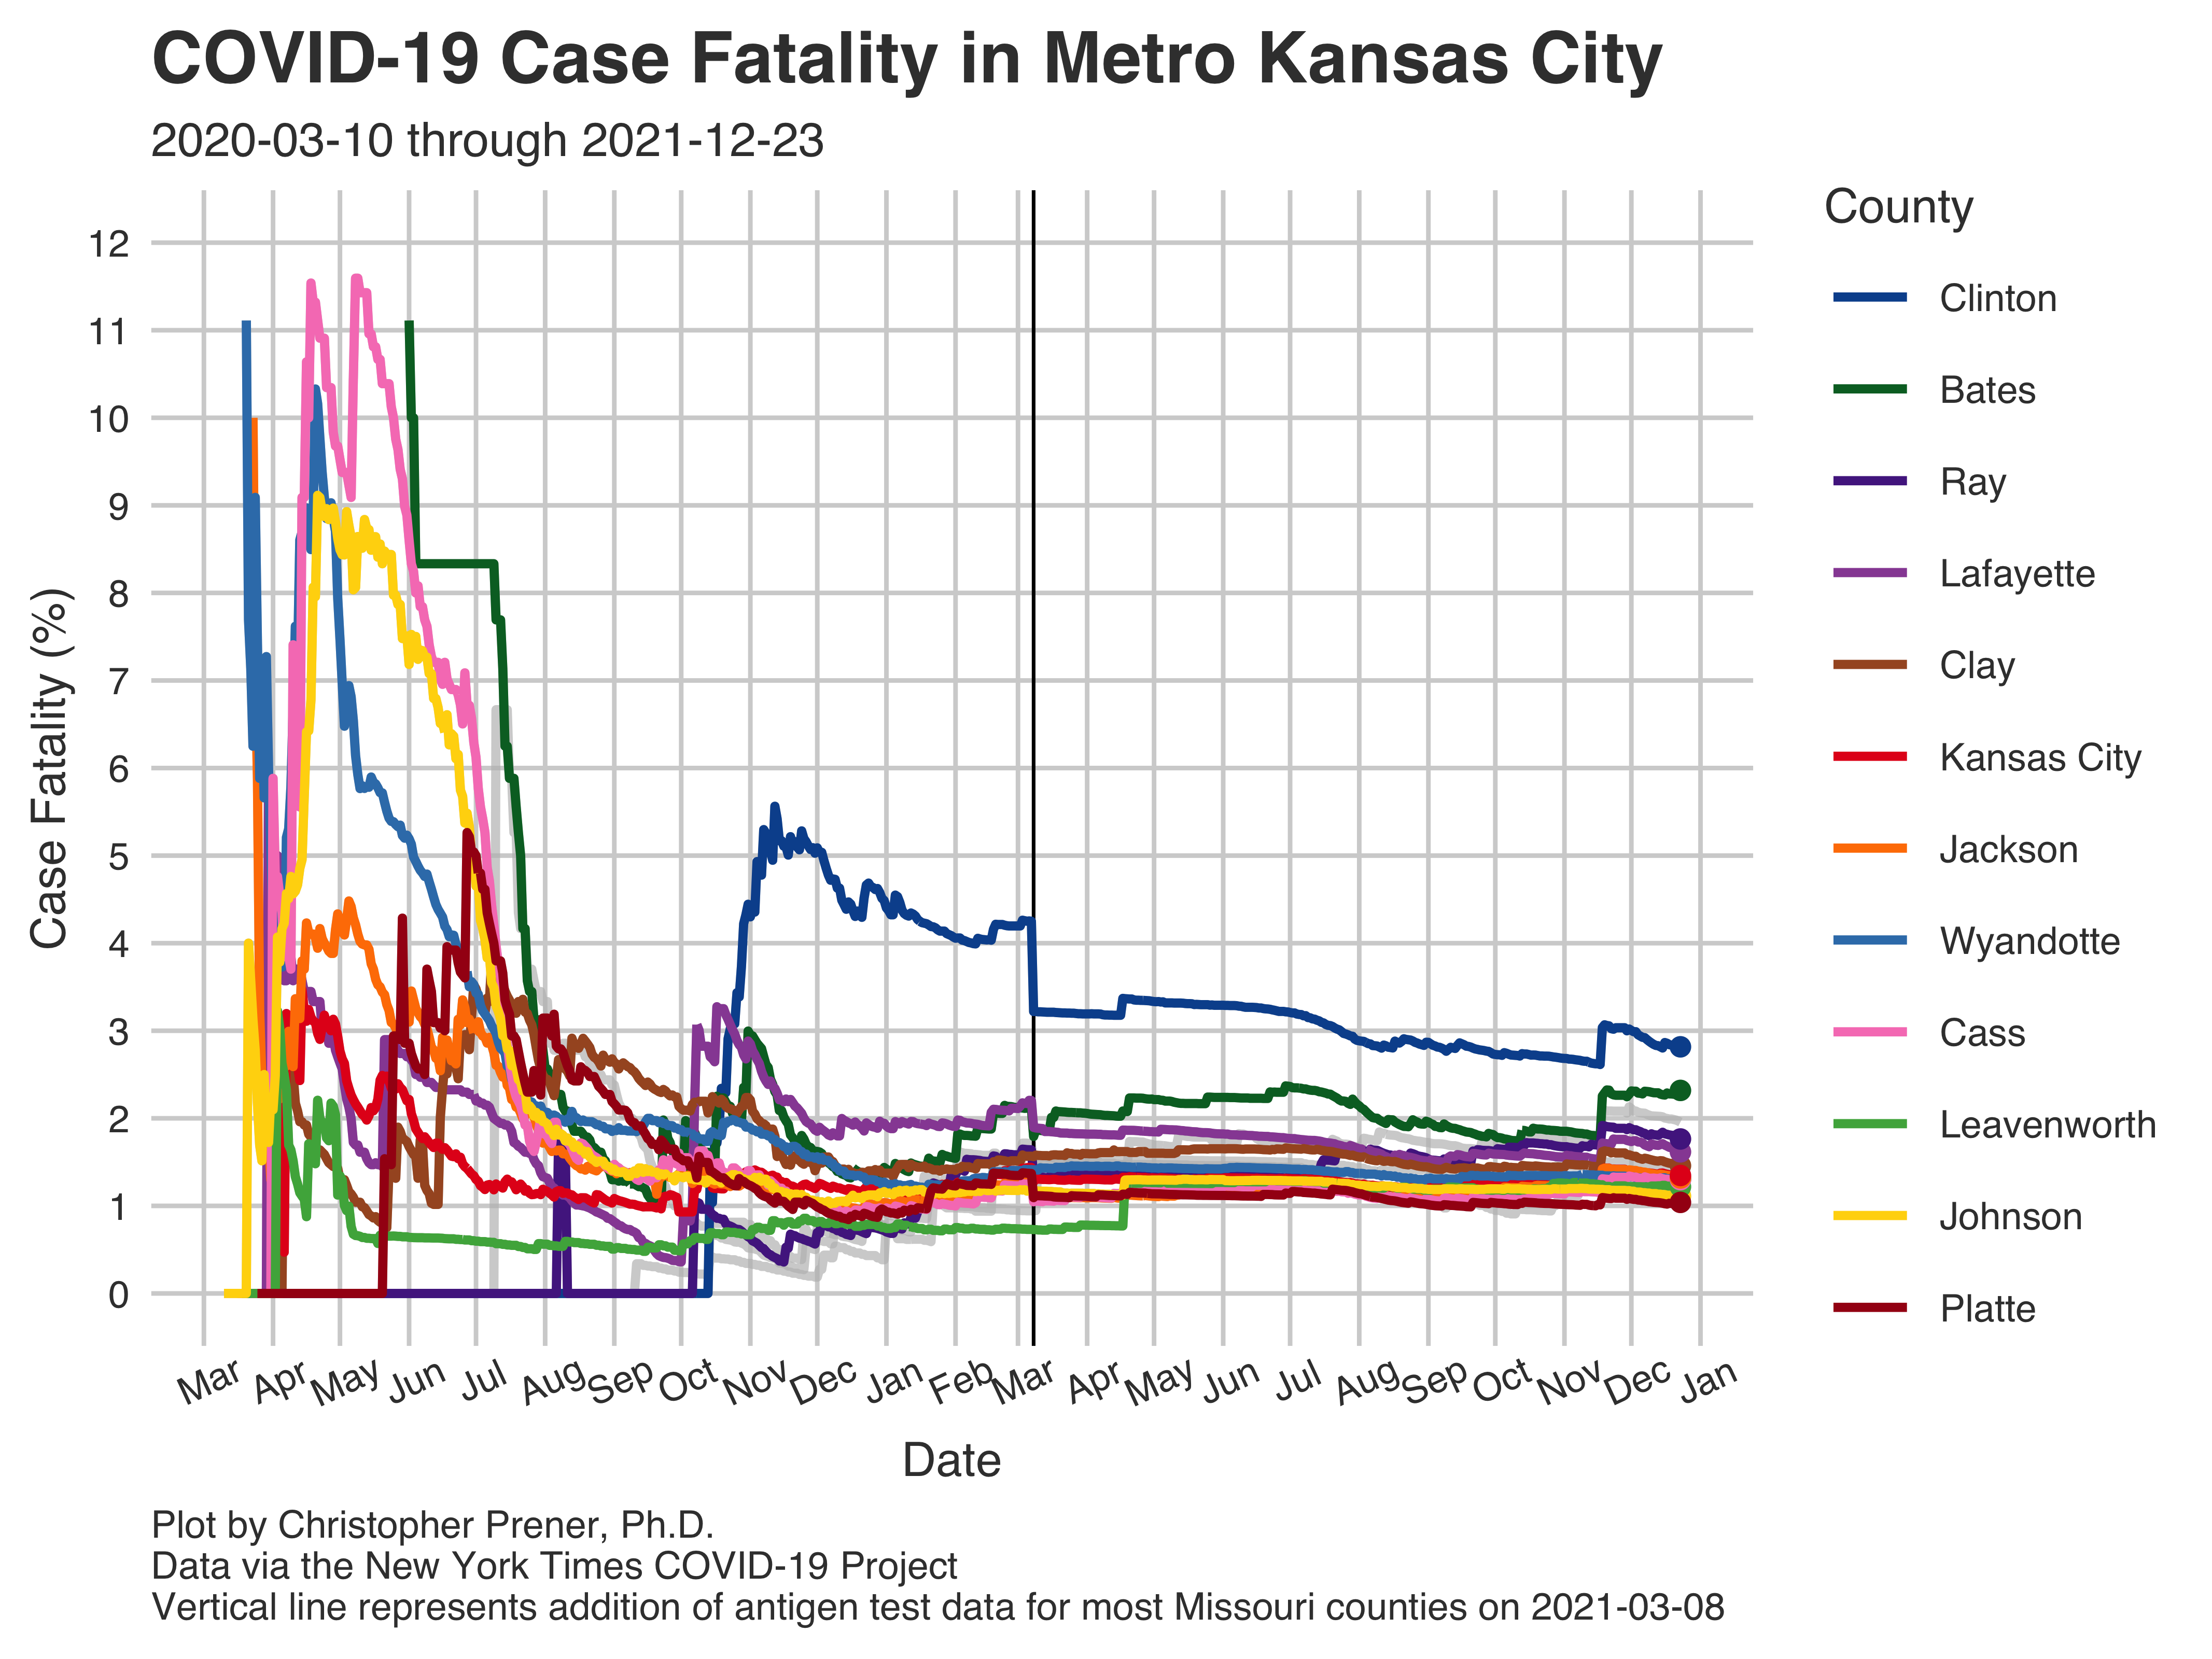 COVID-19 Case Fatality in Metro Kansas City
2020-03-10 through 2021-12-23
County
Clinton
Bates
Ray
Lafayette
Clay
Kansas City
Jackson
Wyandotte
Cass
Leavenworth
Johnson
Platte
Case Fatality (%)
12
11
10
9
8
7
6
5
4
3
2
1
0
Mar Apr May Jun Jul Aug Sep Oct Nov Dec Jan Feb Mar Apr May Jun Jul Aug Sep Oct Nov Dec Jan
Date
Plot by Christopher Prener, Ph.D.
Data via the New York Times COVID-19 Project
Vertical line represents addition of antigen test data for most Missouri counties on 2021-03-08